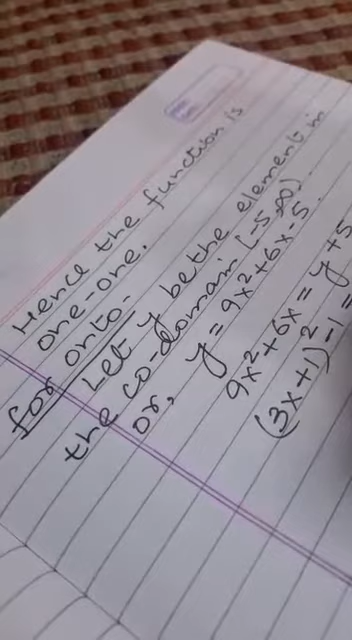 Hence the function is
one-one.
for onto-
Let y be the element in
the co-domain [-5,∞)
or, y = 9x²+6x-5
9x²+6x = y+5
(3x+1)²-1 =